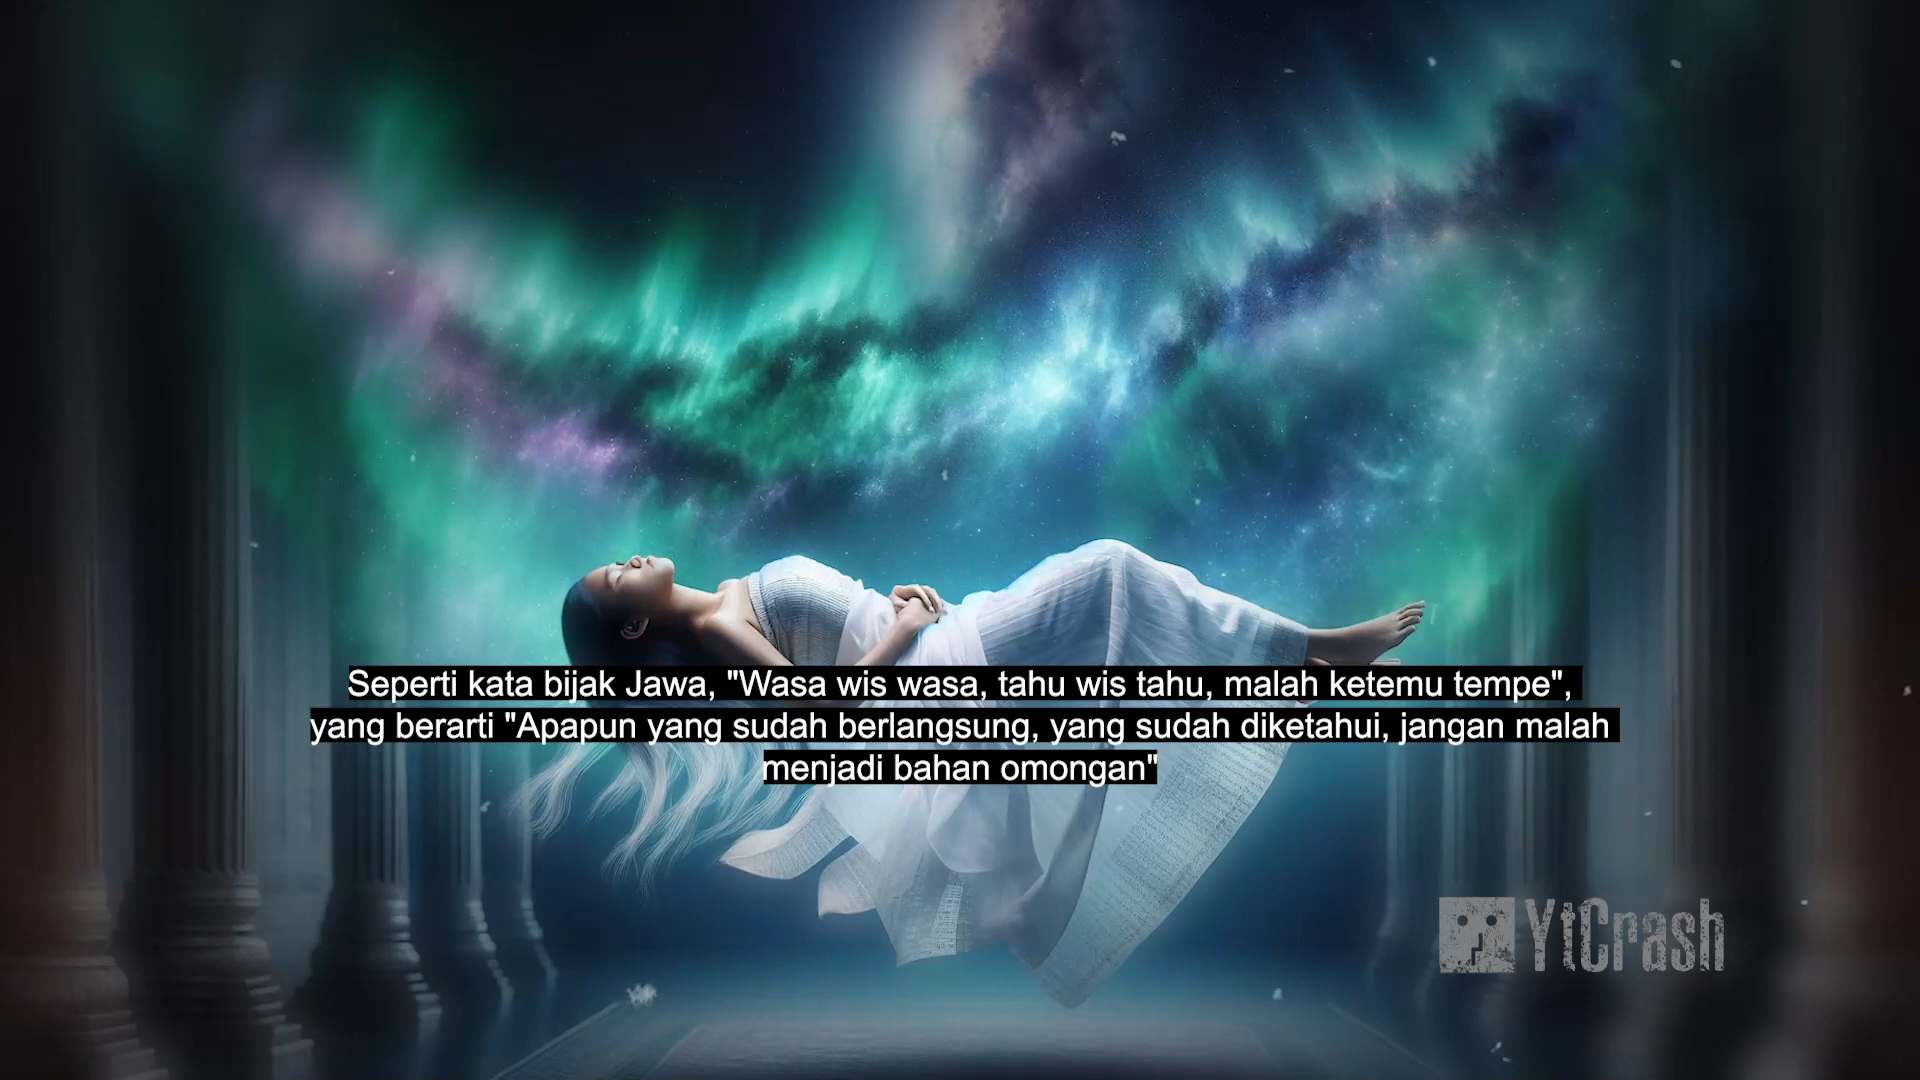 Seperti kata bijak Jawa, "Wasa wis wasa, tahu wis tahu, malah ketemu tempe",
yang berarti "Apapun yang sudah berlangsung, yang sudah diketahui, jangan malah
menjadi bahan omongan"
YtCrash